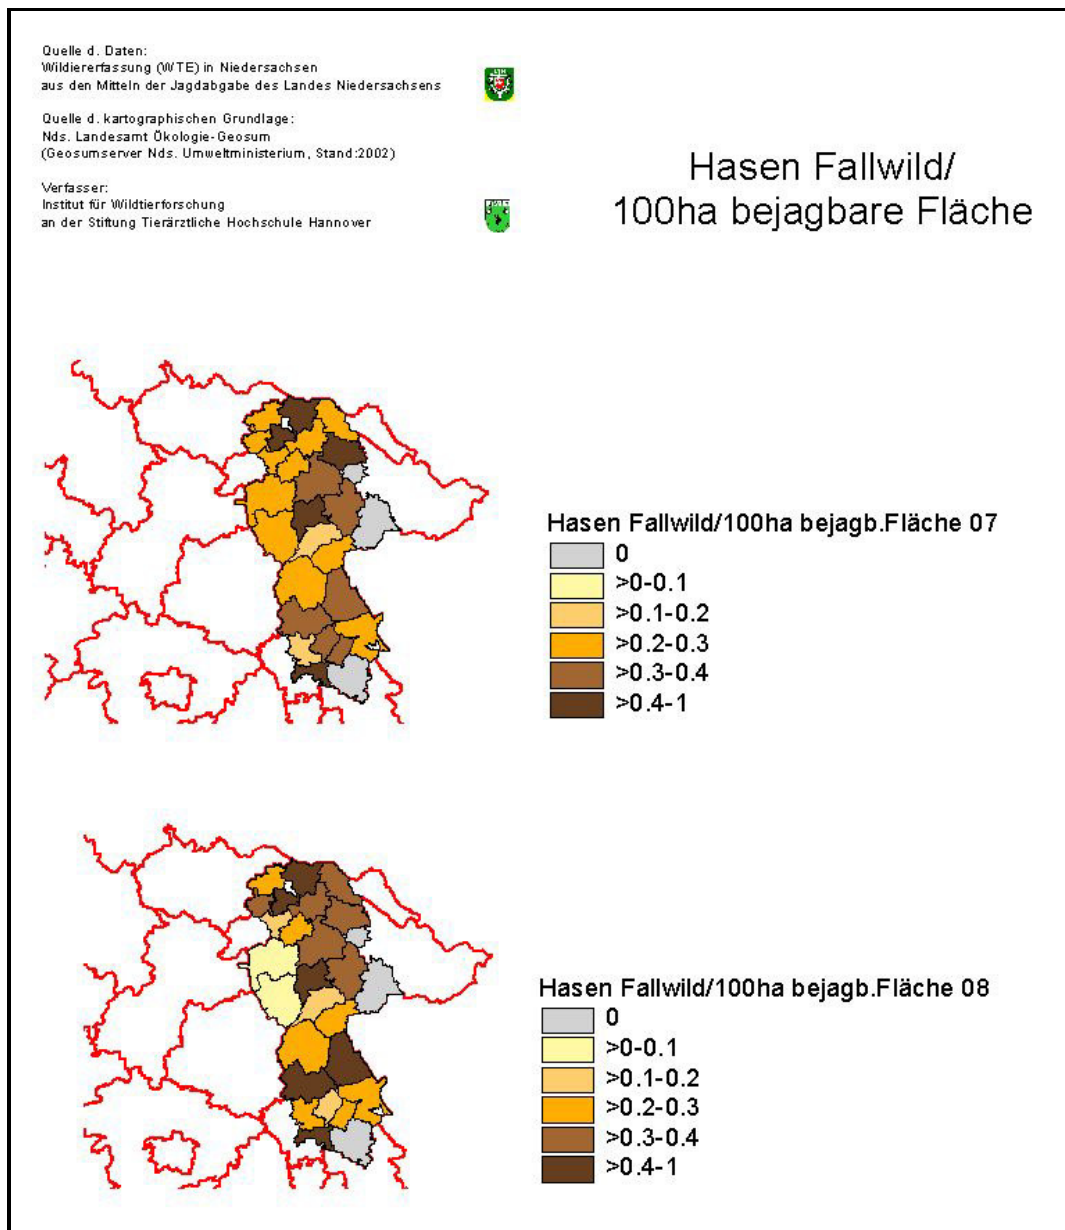 Quelle d. Daten:
Wildiererfassung (WTE) in Niedersachsen
aus den Mitteln der Jagdabgabe des Landes Niedersachsens
Quelle d. kartographischen Grundlage:
Nds. Landesamt Ökologie-Geosum
(Geosumserver Nds. Umweltministerium, Stand:2002)
Verfasser:
Institut für Wildtierforschung
an der Stiftung Tierärztliche Hochschule Hannover
Hasen Fallwild/
100ha bejagbare Fläche
Hasen Fallwild/100ha bejagb.Fläche 07
0
>0-0.1
>0.1-0.2
>0.2-0.3
>0.3-0.4
>0.4-1
Hasen Fallwild/100ha bejagb.Fläche 08
0
>0-0.1
>0.1-0.2
>0.2-0.3
>0.3-0.4
>0.4-1